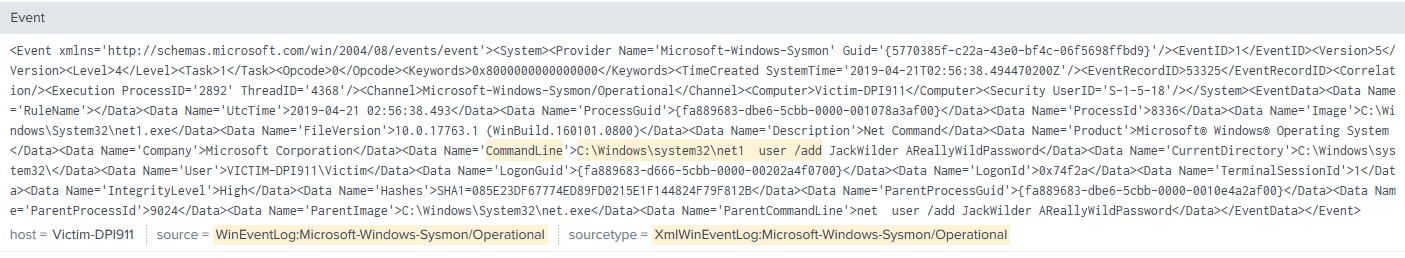 Event
<Event xmlns='http://schemas.microsoft.com/win/2004/08/events/event'><System><Provider Name='Microsoft-Windows-Sysmon' Guid='{5770385f-c22a-43e0-bf4c-06f5698ffbd9}'/><EventID>1</EventID><Version>5</
Version><Level>4</Level><Task>1</Task><Opcode>0</Opcode><Keywords>0x8000000000000000</Keywords><TimeCreated SystemTime='2019-04-21T02:56:38.494470200Z'/><EventRecordID>53325</EventRecordID><Correlat
ion/><Execution ProcessID='2892' ThreadID='4368'/><Channel>Microsoft-Windows-Sysmon/Operational</Channel><Computer>Victim-DPI911</Computer><Security UserID='S-1-5-18'/></System><EventData><Data Name
='RuleName'></Data><Data Name='UtcTime'>2019-04-21 02:56:38.493</Data><Data Name='ProcessGuid'>{fa889683-dbe6-5cbb-0000-001078a3af00}</Data><Data Name='ProcessId'>8336</Data><Data Name='Image'>C:\Wi
ndows\System32\net1.exe</Data><Data Name='FileVersion'>10.0.17763.1 (WinBuild.160101.0800)</Data><Data Name='Description'>Net Command</Data><Data Name='Product'>Microsoft® Windows® Operating System
</Data><Data Name='Company'>Microsoft Corporation</Data><Data Name='CommandLine'>C:\Windows\system32\net1  user /add JackWilder AReallyWildPassword</Data><Data Name='CurrentDirectory'>C:\Windows\sys
tem32\</Data><Data Name='User'>VICTIM-DPI911\Victim</Data><Data Name='LogonGuid'>{fa889683-d666-5cbb-0000-00202a4f0700}</Data><Data Name='LogonId'>0x74f2a</Data><Data Name='TerminalSessionId'>1</Dat
a><Data Name='IntegrityLevel'>High</Data><Data Name='Hashes'>SHA1=085E23DF67774ED89FD0215E1F144824F79F812B</Data><Data Name='ParentProcessGuid'>{fa889683-dbe6-5cbb-0000-0010e4a2af00}</Data><Data Nam
e='ParentProcessId'>9024</Data><Data Name='ParentImage'>C:\Windows\System32\net.exe</Data><Data Name='ParentCommandLine'>net  user /add JackWilder AReallyWildPassword</Data></EventData></Event>
host = Victim-DPI911 source = WinEventLog:Microsoft-Windows-Sysmon/Operational sourcetype = XmlWinEventLog:Microsoft-Windows-Sysmon/Operational